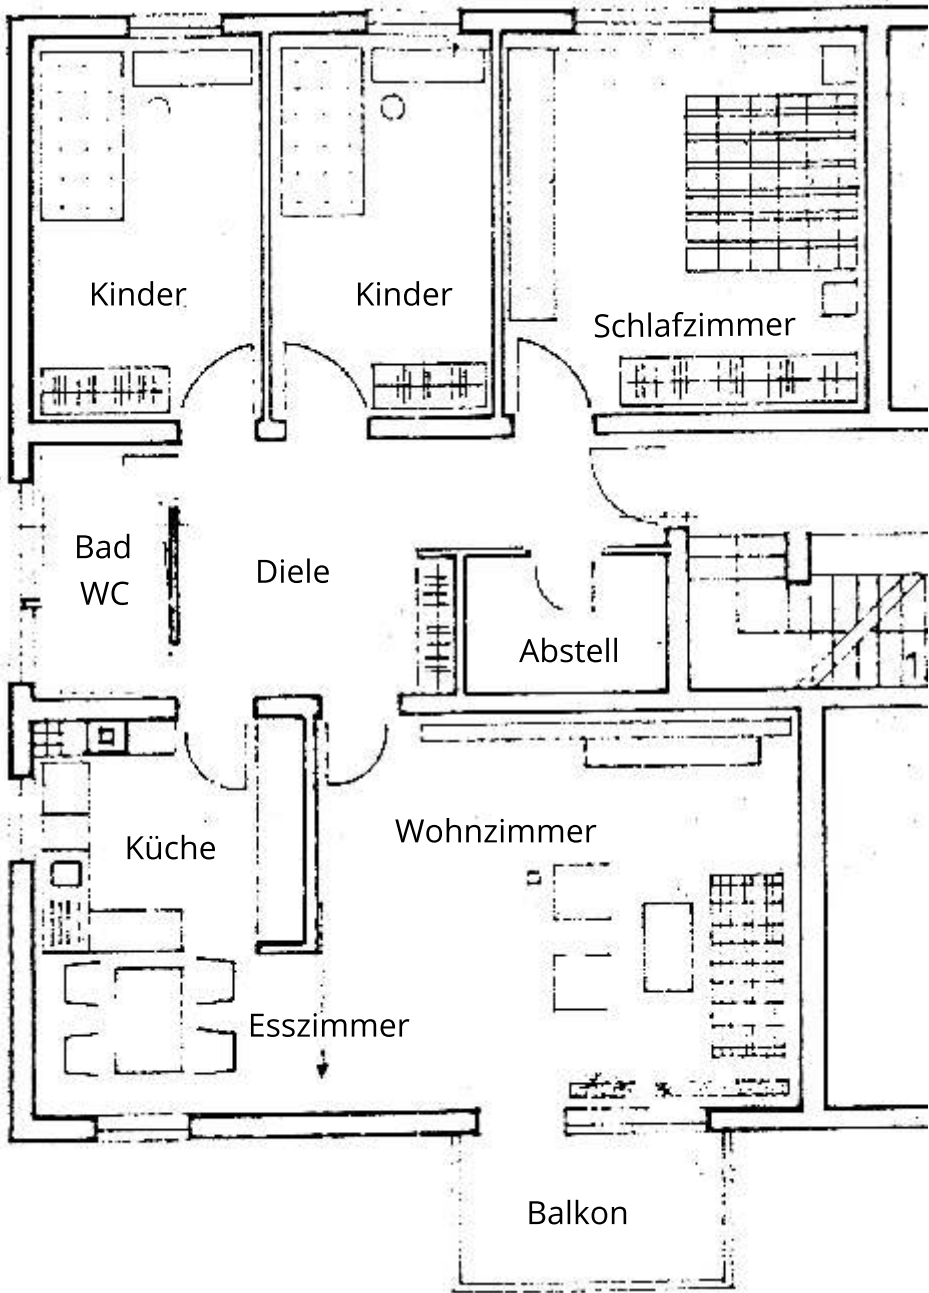 Kinder
Kinder
Schlafzimmer
Bad
WC
Diele
Abstell
Küche
Wohnzimmer
Esszimmer
Balkon